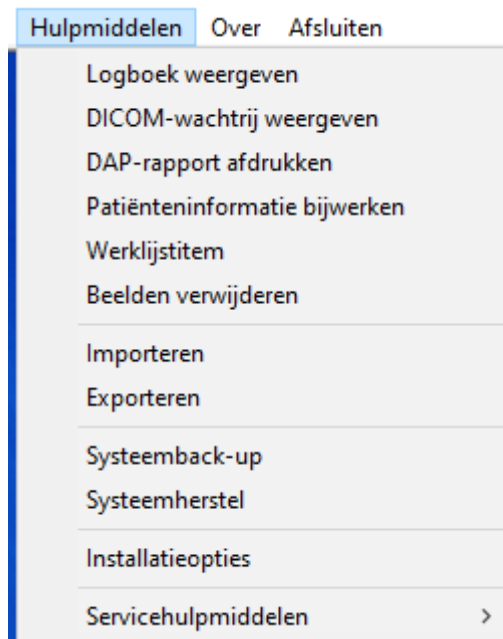 Hulpmiddelen Over Afsluiten
Logboek weergeven
DICOM-wachtrij weergeven
DAP-rapport afdrukken
Patiënteninformatie bijwerken
Werklijstitem
Beelden verwijderen
Importeren
Exporteren
Systeemback-up
Systeemherstel
Installatieopties
Servicehulpmiddelen